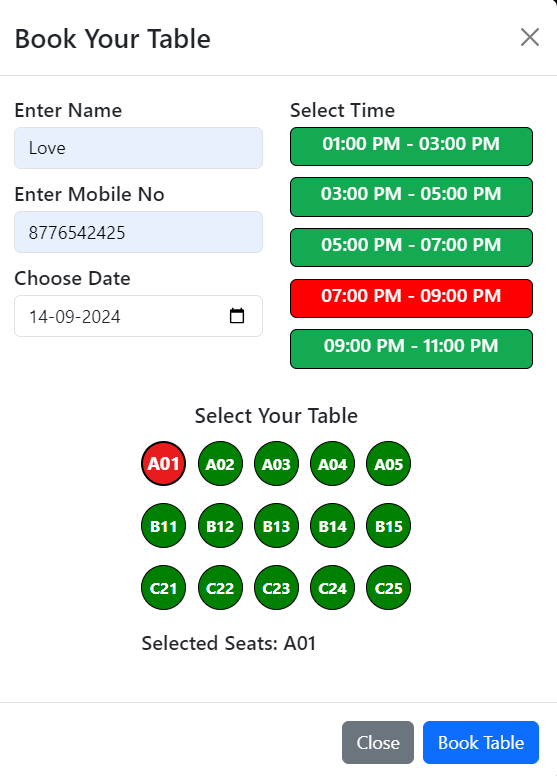 Book Your Table
Enter Name
Love
Enter Mobile No
8776542425
Choose Date
14-09-2024
Select Time
01:00 PM - 03:00 PM
03:00 PM - 05:00 PM
05:00 PM - 07:00 PM
07:00 PM - 09:00 PM
09:00 PM - 11:00 PM
Select Your Table
A01 A02 A03 A04 A05
B11 B12 B13 B14 B15
C21 C22 C23 C24 C25
Selected Seats: A01
Close Book Table